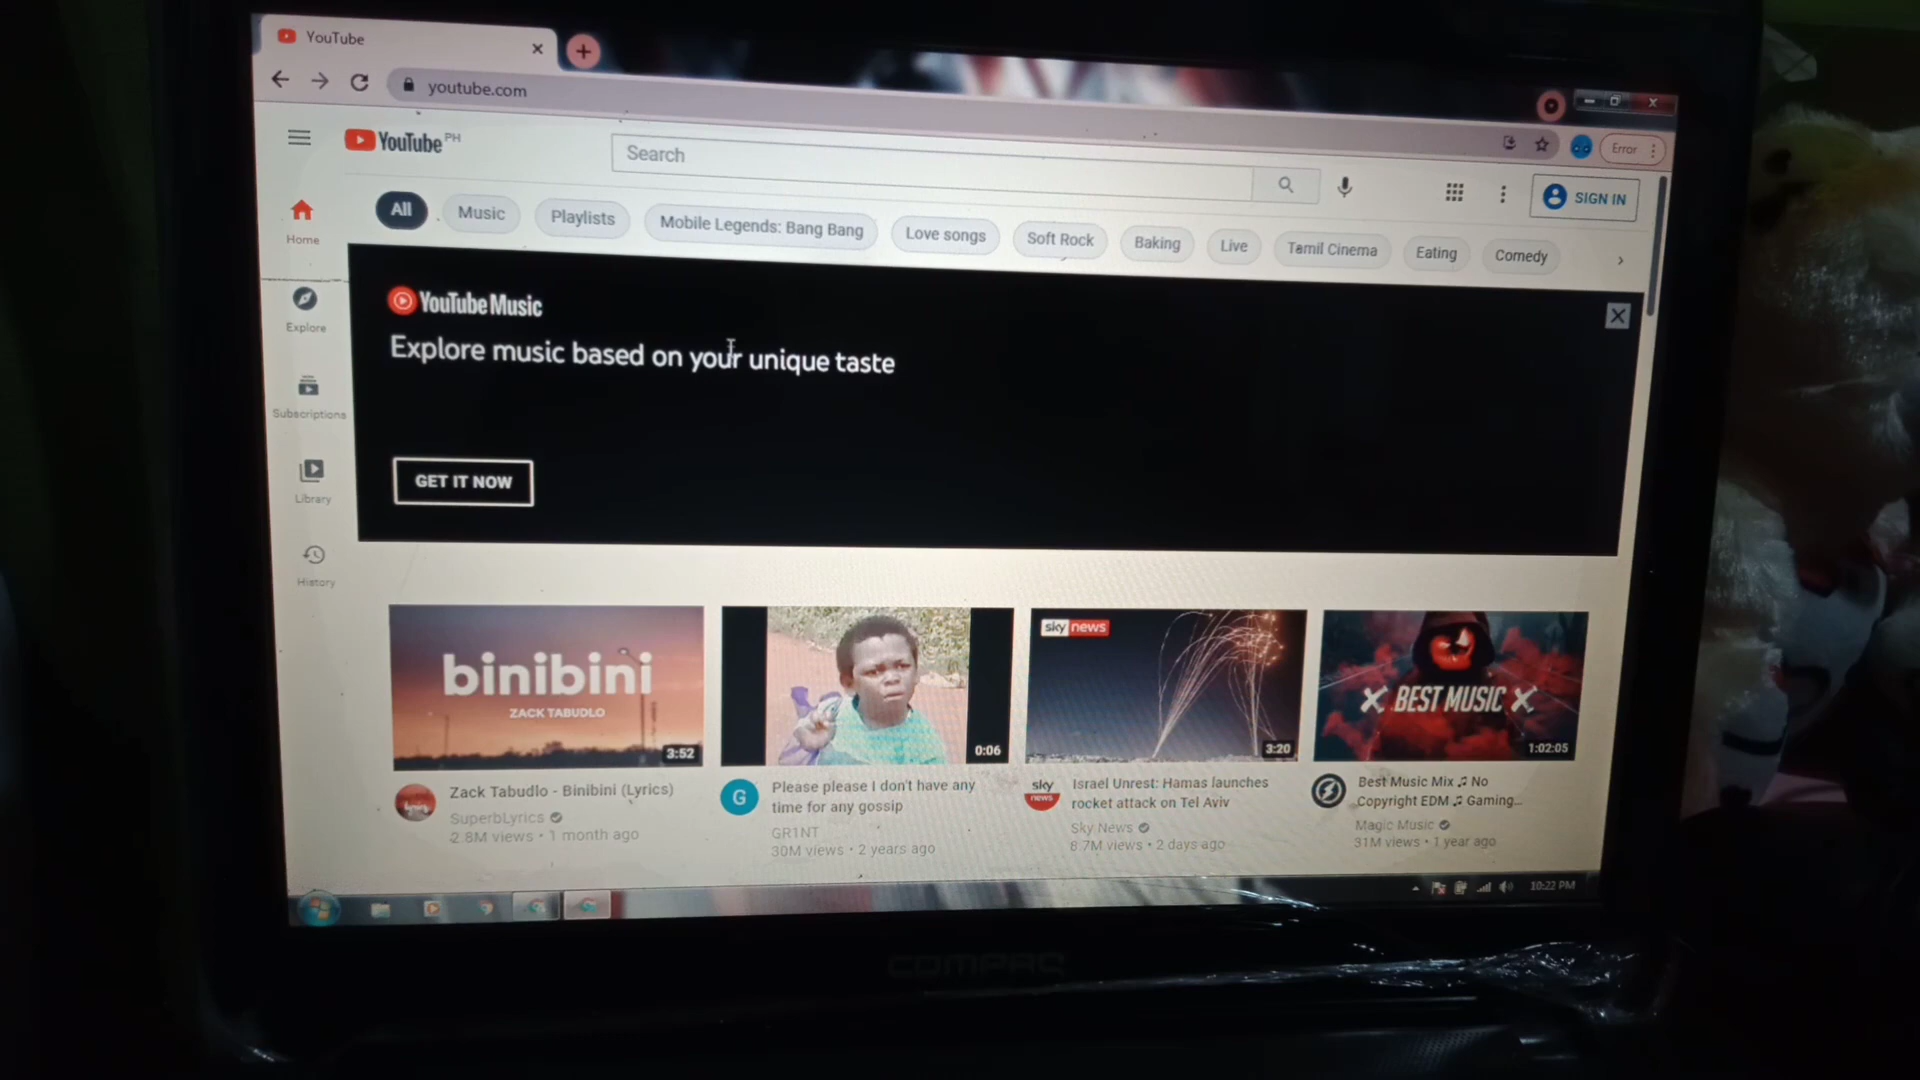 YouTube
youtube.com
Error
YouTube PH
Search
SIGN IN
All
Music
Playlists
Mobile Legends: Bang Bang
Love songs
Soft Rock
Baking
Live
Tamil Cinema
Eating
Comedy
Home
Explore
Subscriptions
Library
History
YouTube Music
Explore music based on your unique taste
GET IT NOW
binibini
ZACK TABUDLO
3:52
0:06
sky news
3:20
BEST MUSIC
1:02:05
Zack Tabudlo - Binibini (Lyrics)
SuperbLyrics
2.8M views • 1 month ago
G
Please please I don't have any
time for any gossip
GR1NT
30M views • 2 years ago
sky
news
Israel Unrest: Hamas launches
rocket attack on Tel Aviv
Sky News
8.7M views • 2 days ago
Best Music Mix ♫ No
Copyright EDM ♫ Gaming...
Magic Music
31M views • 1 year ago
10:22 PM
COMPAQ